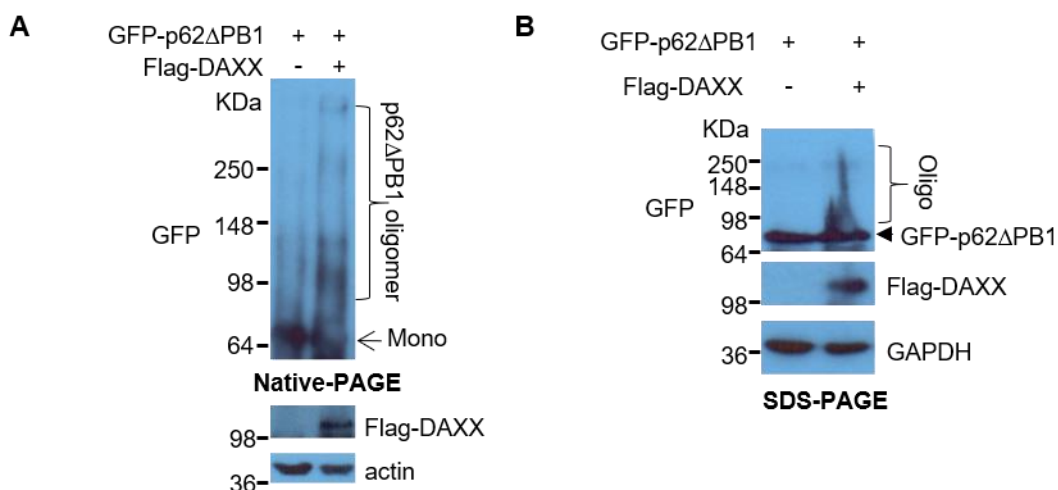 A
GFP-p62ΔPB1 + +
Flag-DAXX - +
KDa
250
148
GFP
98
64
p62ΔPB1 oligomer
Mono
Native-PAGE
Flag-DAXX
98
actin
36
B
GFP-p62ΔPB1 + +
Flag-DAXX - +
KDa
250
148
GFP
98
64
Oligo
GFP-p62ΔPB1
Flag-DAXX
98
GAPDH
36
SDS-PAGE